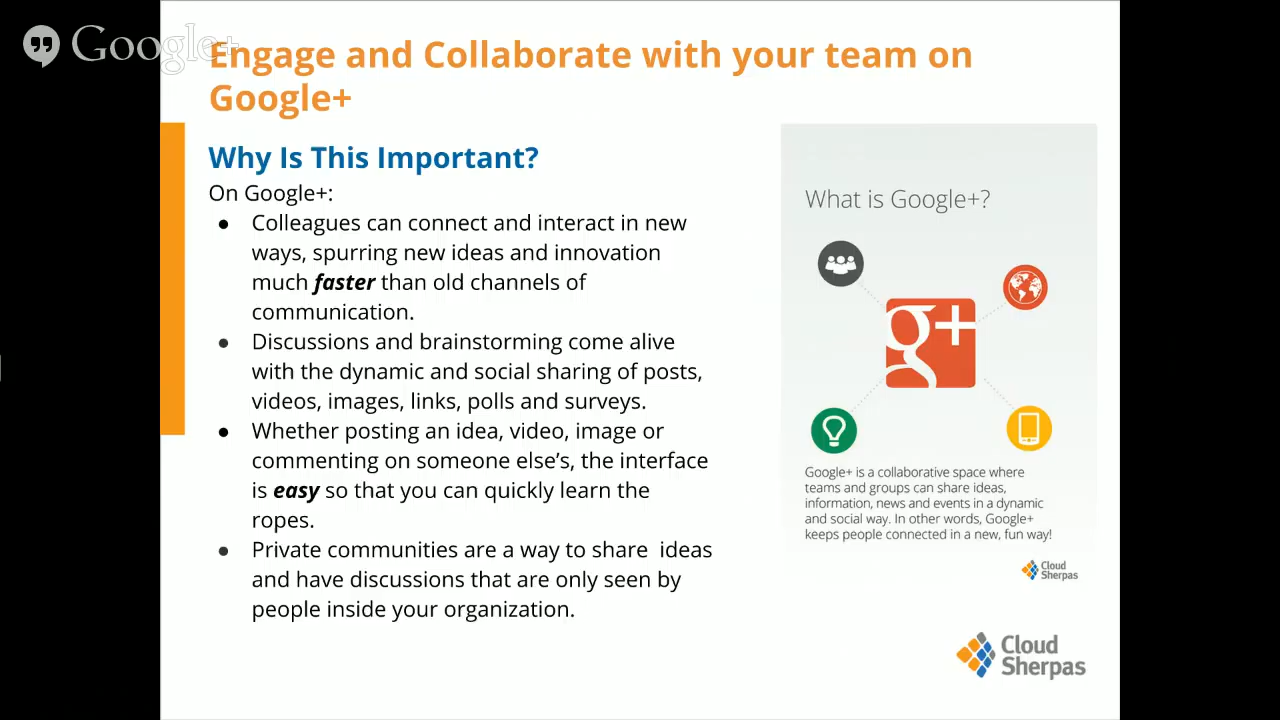 Google+
Engage and Collaborate with your team on
Google+
Why Is This Important?
On Google+:
● Colleagues can connect and interact in new
ways, spurring new ideas and innovation
much faster than old channels of
communication.
● Discussions and brainstorming come alive
with the dynamic and social sharing of posts,
videos, images, links, polls and surveys.
● Whether posting an idea, video, image or
commenting on someone else’s, the interface
is easy so that you can quickly learn the
ropes.
● Private communities are a way to share  ideas
and have discussions that are only seen by
people inside your organization.
What is Google+?
g+
Google+ is a collaborative space where
teams and groups can share ideas,
information, news and events in a dynamic
and social way. In other words, Google+
keeps people connected in a new, fun way!
Cloud
Sherpas
Cloud
Sherpas